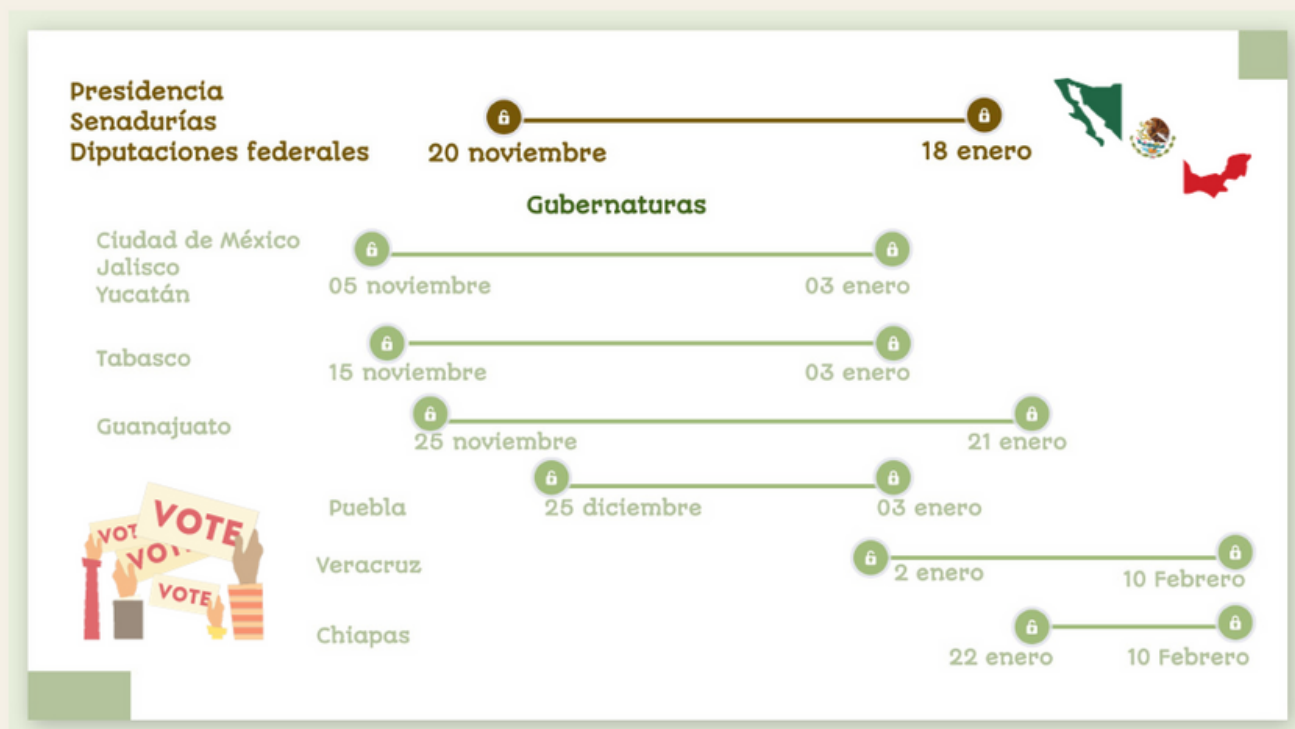 Presidencia
Senadurías
Diputaciones federales
20 noviembre
18 enero
Gubernaturas
Ciudad de México
Jalisco
Yucatán
05 noviembre
03 enero
Tabasco
15 noviembre
03 enero
Guanajuato
25 noviembre
21 enero
Puebla
25 diciembre
03 enero
Veracruz
2 enero
10 Febrero
Chiapas
22 enero
10 Febrero
VOTE
VOT
VOT
VOTE